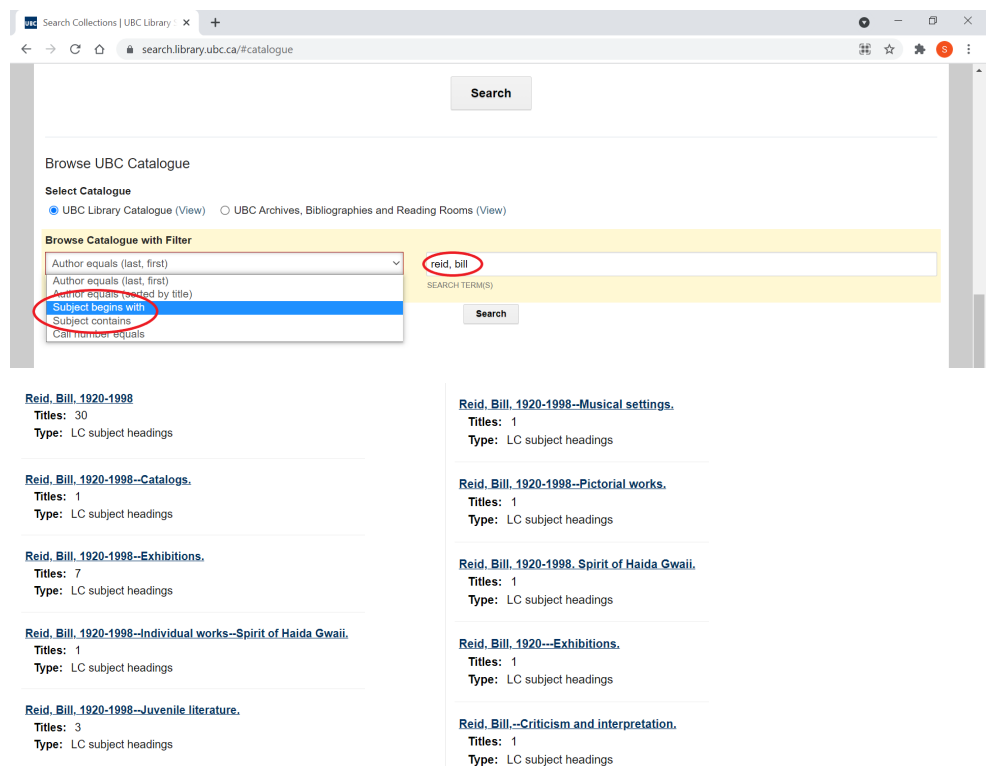 UBC Search Collections | UBC Library
search.library.ubc.ca/#catalogue
S
Search
Browse UBC Catalogue
Select Catalogue
UBC Library Catalogue (View) UBC Archives, Bibliographies and Reading Rooms (View)
Browse Catalogue with Filter
Author equals (last, first) reid, bill
SEARCH TERM(S)
Author equals (last, first)
Author equals (sorted by title)
Subject begins with
Subject contains
Call number equals
Search
Reid, Bill, 1920-1998
Titles: 30
Type: LC subject headings
Reid, Bill, 1920-1998--Catalogs.
Titles: 1
Type: LC subject headings
Reid, Bill, 1920-1998--Exhibitions.
Titles: 7
Type: LC subject headings
Reid, Bill, 1920-1998--Individual works--Spirit of Haida Gwaii.
Titles: 1
Type: LC subject headings
Reid, Bill, 1920-1998--Juvenile literature.
Titles: 3
Type: LC subject headings
Reid, Bill, 1920-1998--Musical settings.
Titles: 1
Type: LC subject headings
Reid, Bill, 1920-1998--Pictorial works.
Titles: 1
Type: LC subject headings
Reid, Bill, 1920-1998. Spirit of Haida Gwaii.
Titles: 1
Type: LC subject headings
Reid, Bill, 1920---Exhibitions.
Titles: 1
Type: LC subject headings
Reid, Bill,--Criticism and interpretation.
Titles: 1
Type: LC subject headings